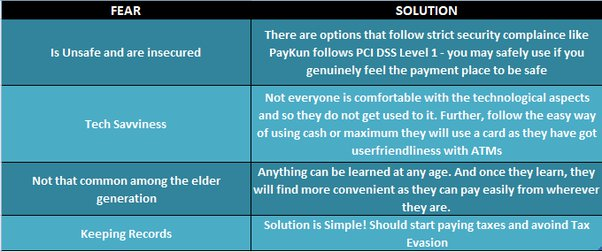 FEAR
SOLUTION
Is Unsafe and are insecured
There are options that follow strict security complaince like
PayKun follows PCI DSS Level 1 - you may safely use if you
genuinely feel the payment place to be safe
Tech Savviness
Not everyone is comfortable with the technological aspects
and so they do not get used to it. Further, follow the easy way
of using cash or maximum they will use a card as they have got
userfriendliness with ATMs
Not that common among the elder
generation
Anything can be learned at any age. And once they learn, they
will find more convenient as they can pay easily from wherever
they are.
Keeping Records
Solution is Simple! Should start paying taxes and avoind Tax
Evasion